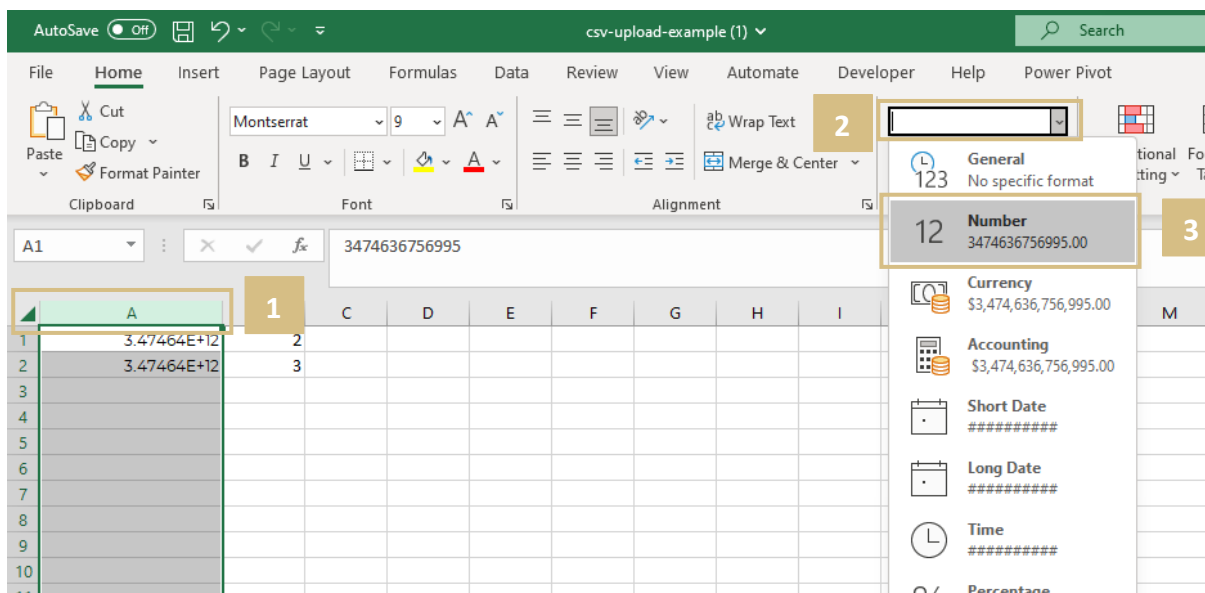 AutoSave Off csv-upload-example (1) Search
File Home Insert Page Layout Formulas Data Review View Automate Developer Help Power Pivot
Paste
Cut
Copy
Format Painter
Clipboard
Montserrat 9 A A
B I U A
Font
ab Wrap Text
Merge & Center
Alignment
2
tional
tting
General
No specific format
Number
3474636756995.00
3
Currency
$3,474,636,756,995.00
Accounting
$3,474,636,756,995.00
Short Date
##########
Long Date
##########
Time
##########
Percentage
A1 fx 3474636756995
1
A C D E F G H I M
1 3.47464E+12 2
2 3.47464E+12 3
3
4
5
6
7
8
9
10